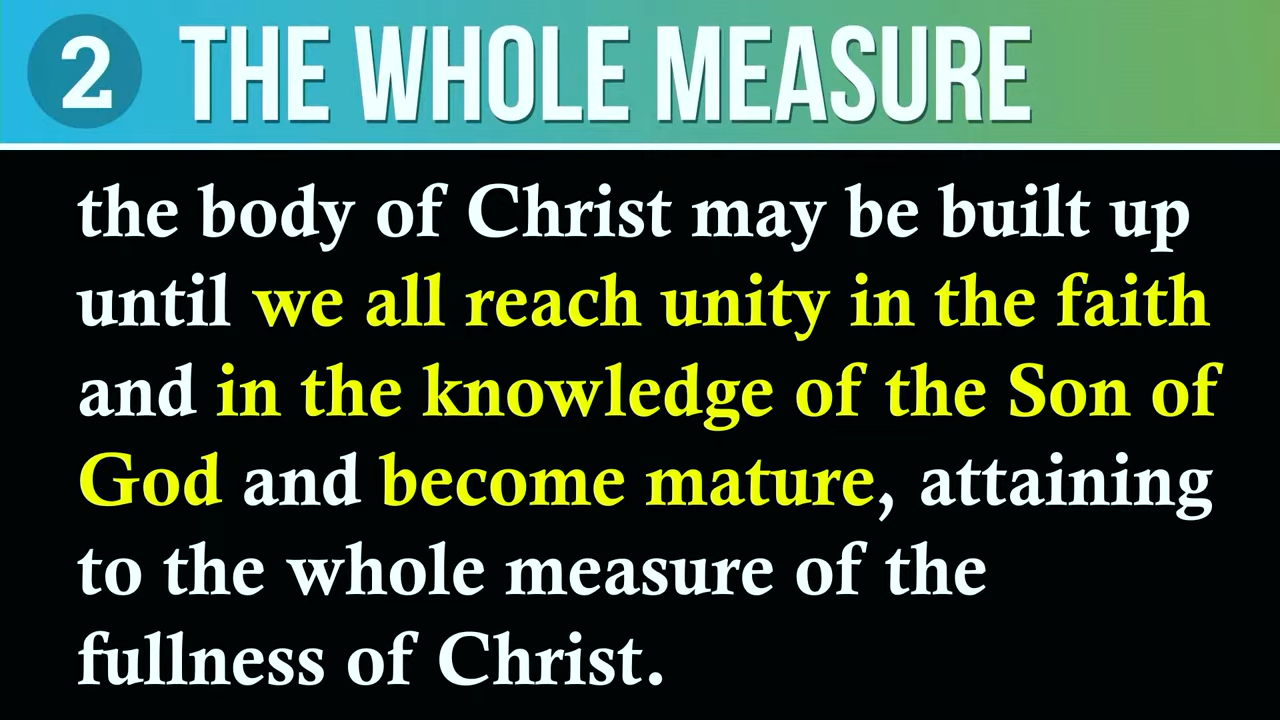 2 THE WHOLE MEASURE
the body of Christ may be built up
until we all reach unity in the faith
and in the knowledge of the Son of
God and become mature, attaining
to the whole measure of the
fullness of Christ.